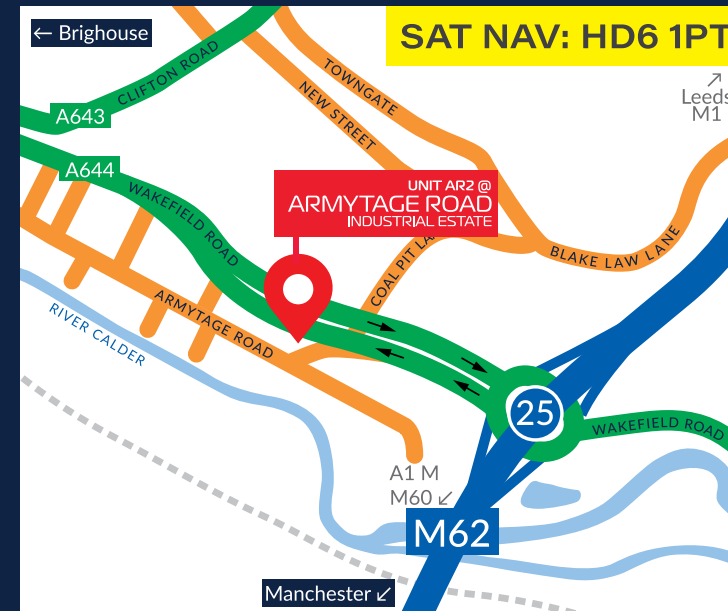 ← Brighouse
SAT NAV: HD6 1PT
CLIFTON ROAD
TOWNGATE
↗
Leeds
M1
NEW STREET
A643
A644
WAKEFIELD ROAD
UNIT AR2 @
ARMYTAGE ROAD
INDUSTRIAL ESTATE
COAL PIT LA
BLAKE LAW LANE
ARMYTAGE ROAD
RIVER CALDER
25
WAKEFIELD ROAD
A1 M
M60 ↙
M62
Manchester ↙